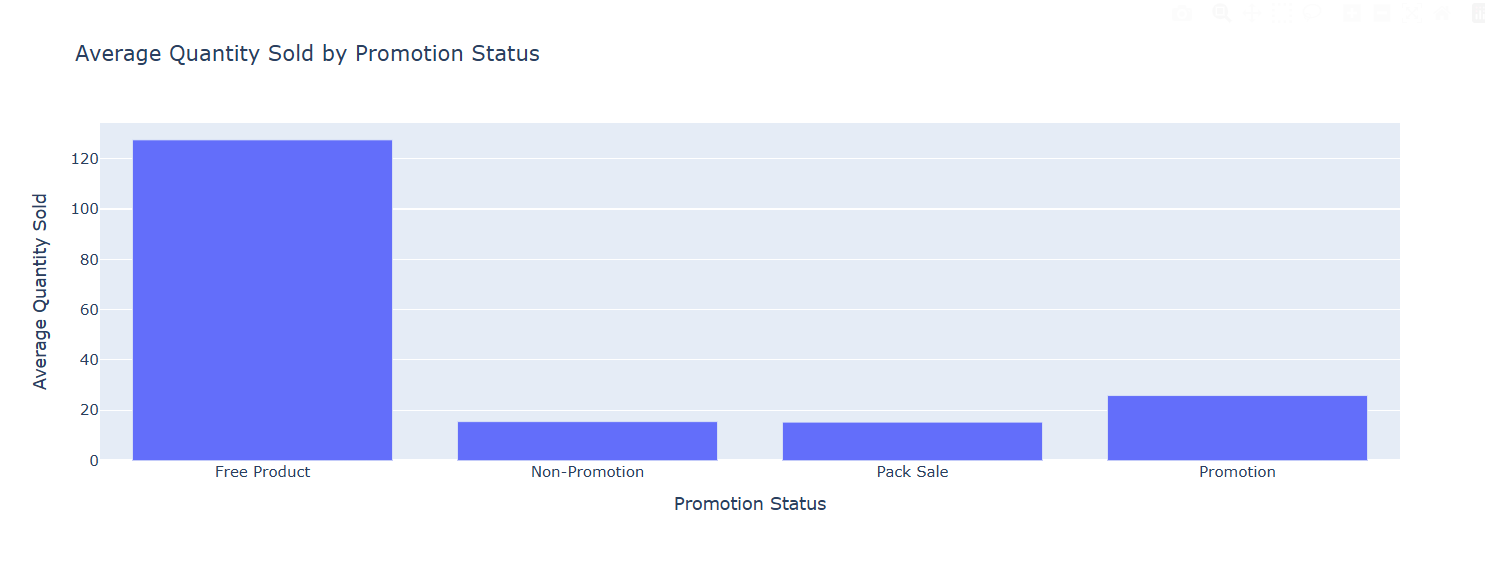 Average Quantity Sold by Promotion Status
Average Quantity Sold
120
100
80
60
40
20
0
Free Product
Non-Promotion
Pack Sale
Promotion
Promotion Status